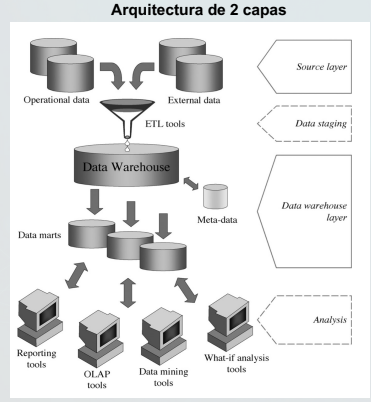 Arquitectura de 2 capas
Operational data
External data
Source layer
ETL tools
Data staging
Data Warehouse
Meta-data
Data warehouse
layer
Data marts
Analysis
Reporting
tools
OLAP
tools
Data mining
tools
What-if analysis
tools